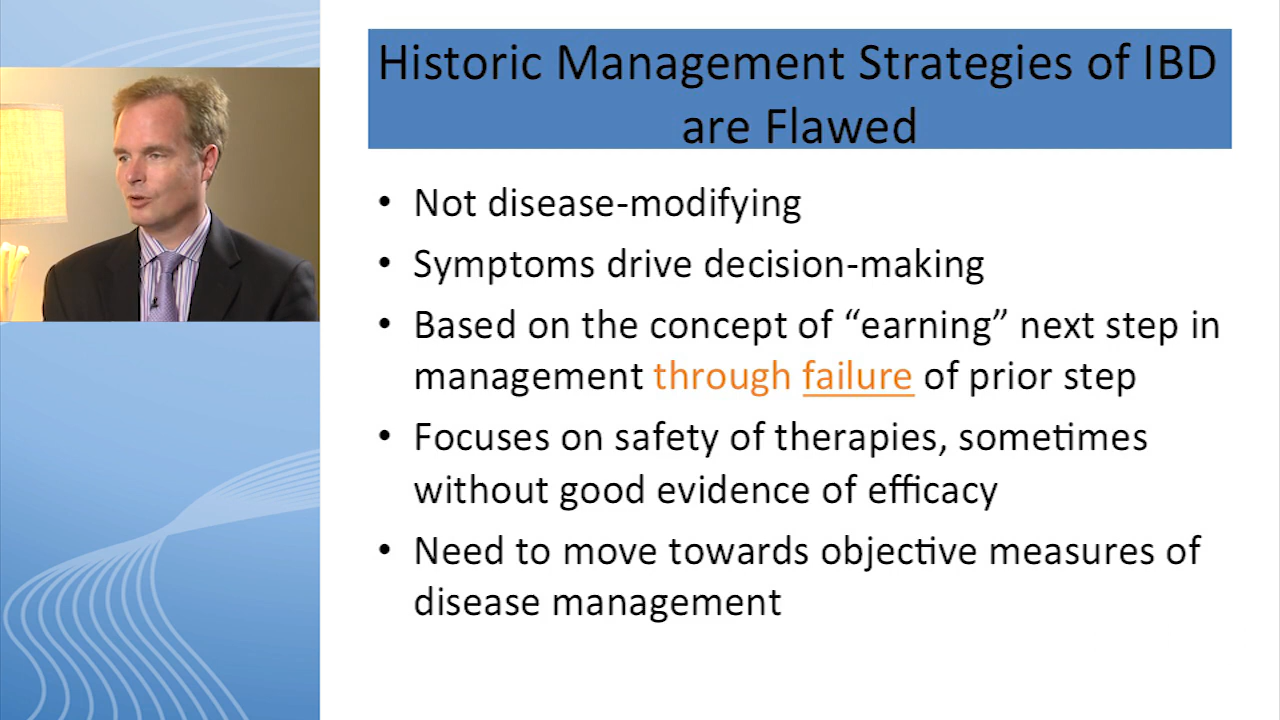 Historic Management Strategies of IBD
are Flawed
• Not disease-modifying
• Symptoms drive decision-making
• Based on the concept of “earning” next step in
management through failure of prior step
• Focuses on safety of therapies, sometimes
without good evidence of efficacy
• Need to move towards objective measures of
disease management